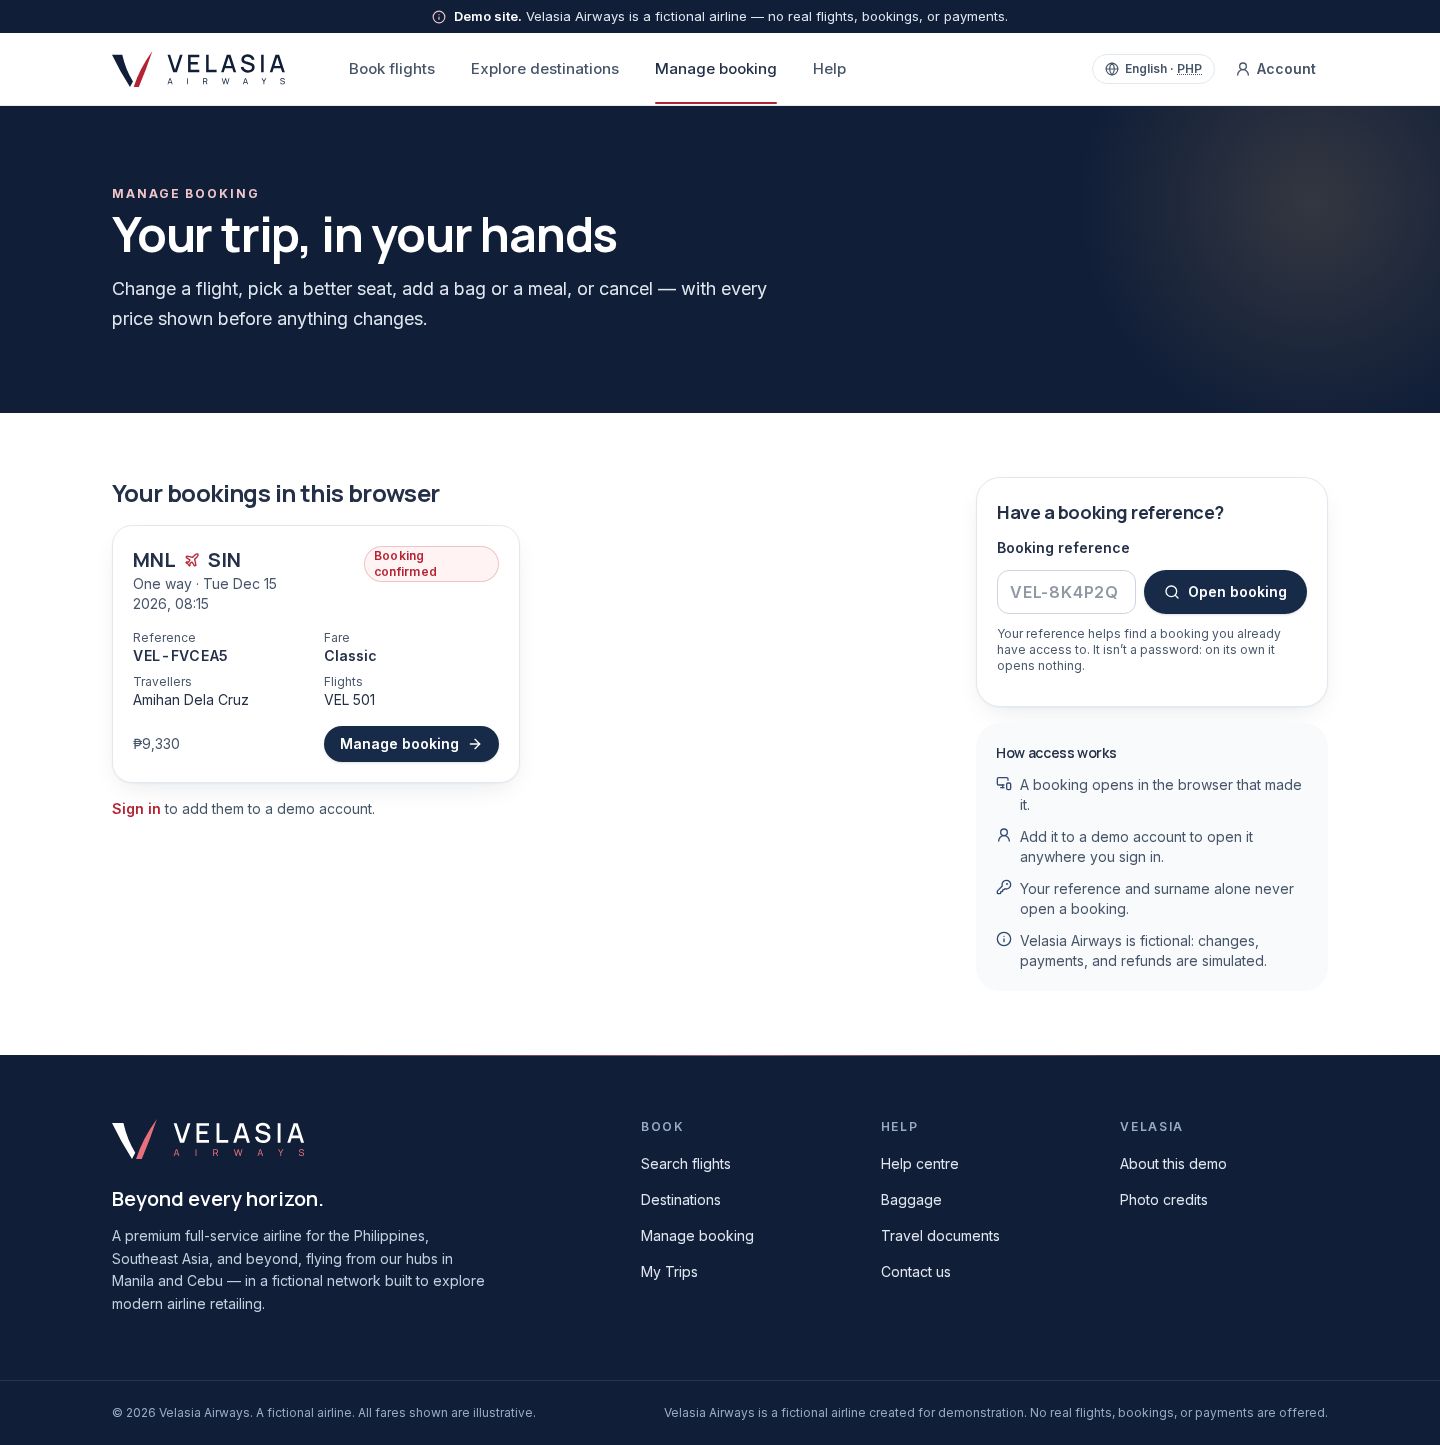 Demo site. Velasia Airways is a fictional airline — no real flights, bookings, or payments.
VELASIA
AIRWAYS
Book flights
Explore destinations
Manage booking
Help
English · PHP
Account
MANAGE BOOKING
Your trip, in your hands
Change a flight, pick a better seat, add a bag or a meal, or cancel — with every
price shown before anything changes.
Your bookings in this browser
MNL SIN
Booking
confirmed
One way · Tue Dec 15
2026, 08:15
Reference
VEL-FVCEA5
Fare
Classic
Travellers
Amihan Dela Cruz
Flights
VEL 501
₱9,330
Manage booking
Sign in to add them to a demo account.
Have a booking reference?
Booking reference
VEL-8K4P2Q
Open booking
Your reference helps find a booking you already
have access to. It isn’t a password: on its own it
opens nothing.
How access works
A booking opens in the browser that made
it.
Add it to a demo account to open it
anywhere you sign in.
Your reference and surname alone never
open a booking.
Velasia Airways is fictional: changes,
payments, and refunds are simulated.
VELASIA
AIRWAYS
Beyond every horizon.
A premium full-service airline for the Philippines,
Southeast Asia, and beyond, flying from our hubs in
Manila and Cebu — in a fictional network built to explore
modern airline retailing.
BOOK
Search flights
Destinations
Manage booking
My Trips
HELP
Help centre
Baggage
Travel documents
Contact us
VELASIA
About this demo
Photo credits
© 2026 Velasia Airways. A fictional airline. All fares shown are illustrative.
Velasia Airways is a fictional airline created for demonstration. No real flights, bookings, or payments are offered.